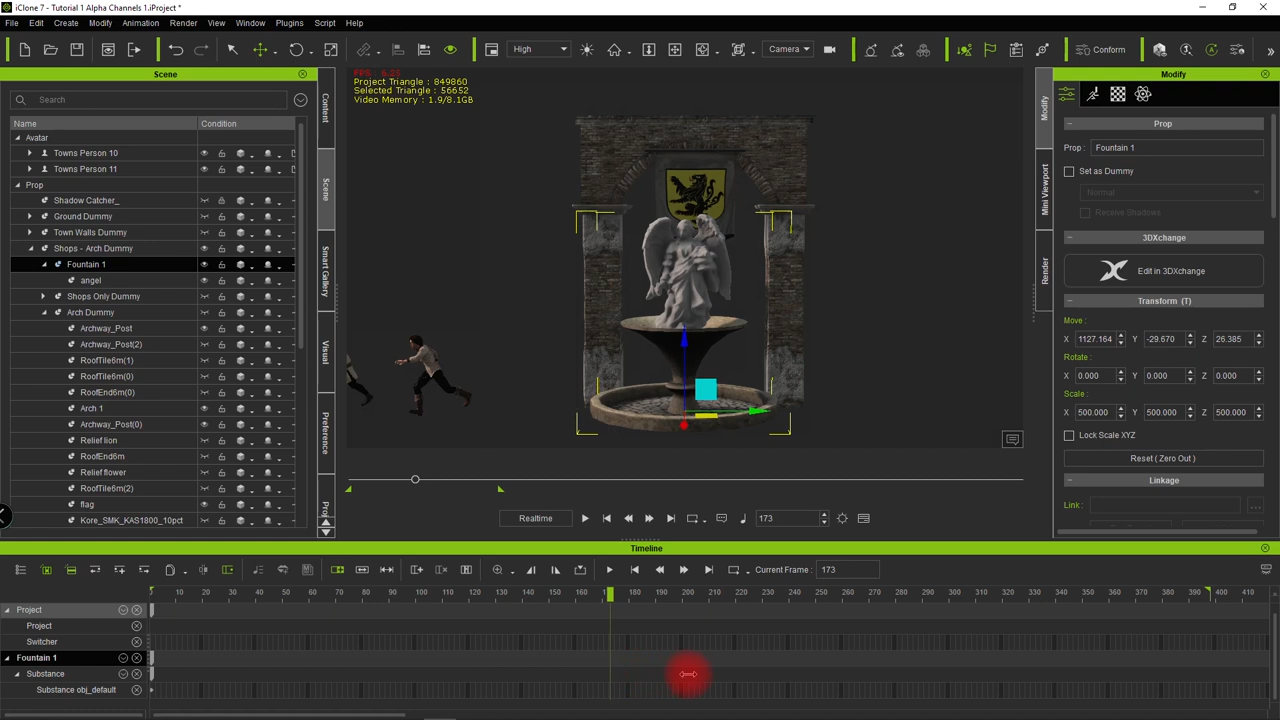 iClone 7 - Tutorial 1 Alpha Channels 1.iProject *
File Edit Create Modify Animation Render View Window Plugins Script Help
High
Camera
Conform
Scene
Search
Name Condition
Avatar
Towns Person 10
Towns Person 11
Prop
Shadow Catcher_
Ground Dummy
Town Walls Dummy
Shops - Arch Dummy
Fountain 1
angel
Shops Only Dummy
Arch Dummy
Archway_Post
Archway_Post(2)
RoofTile6m(1)
RoofTile6m(0)
RoofEnd6m(0)
Arch 1
Archway_Post(0)
Relief lion
RoofEnd6m
Relief flower
RoofTile6m(2)
flag
Kore_SMK_KAS1800_10pct
Content
Scene
Smart Gallery
Visual
Preference
Proj
FPS : 6.25
Project Triangle : 849860
Selected Triangle : 56652
Video Memory : 1.9/8.1GB
Realtime
173
Modify
Mini Viewport
Render
Modify
Prop
Prop : Fountain 1
Set as Dummy
Normal
Receive Shadows
3DXchange
Edit in 3DXchange
Transform (T)
Move :
X 1127.164 Y -29.670 Z 26.385
Rotate :
X 0.000 Y 0.000 Z 0.000
Scale :
X 500.000 Y 500.000 Z 500.000
Lock Scale XYZ
Reset ( Zero Out )
Linkage
Link :
Timeline
Current Frame : 173
10 20 30 40 50 60 70 80 90 100 110 120 130 140 150 160 1 180 190 200 210 220 230 240 250 260 270 280 290 300 310 320 330 340 350 360 370 380 390 400 410
Project
Project
Switcher
Fountain 1
Substance
Substance obj_default